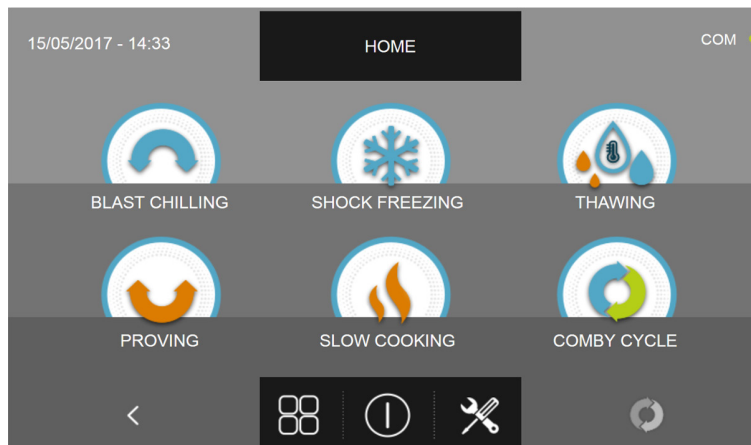 15/05/2017 - 14:33
HOME
COM
BLAST CHILLING
SHOCK FREEZING
THAWING
PROVING
SLOW COOKING
COMBY CYCLE